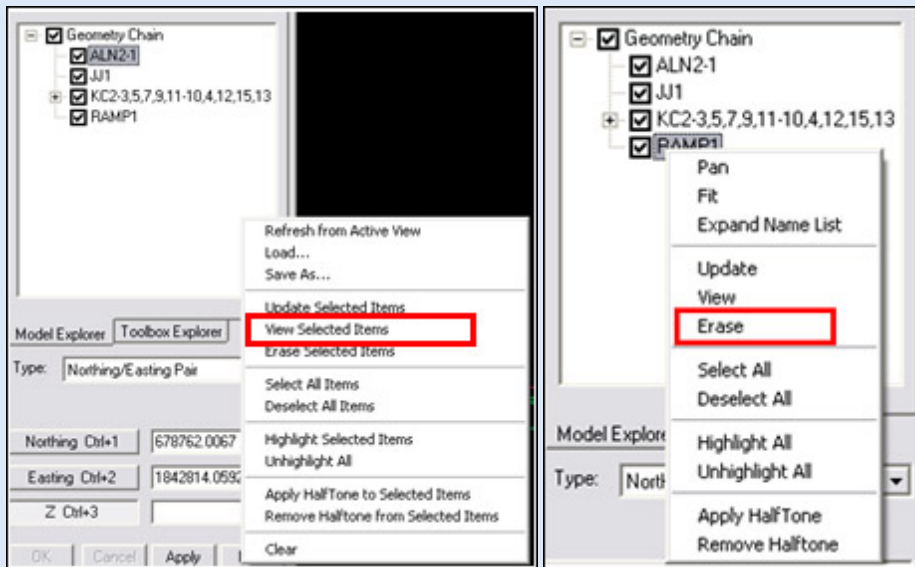 Geometry Chain
ALN2-1
JJ1
KC2-3,5,7,9,11-10,4,12,15,13
RAMP1
Refresh from Active View
Load...
Save As...
Update Selected Items
View Selected Items
Erase Selected Items
Select All Items
Deselect All Items
Highlight Selected Items
Unhighlight All
Apply HalfTone to Selected Items
Remove Halftone from Selected Items
Clear
Model Explorer Toolbox Explorer
Type: Northing/Easting Pair
Northing Ctrl+1 678762.0067
Easting Ctrl+2 1842814.0592
Z Ctrl+3
OK Cancel Apply
Geometry Chain
ALN2-1
JJ1
KC2-3,5,7,9,11-10,4,12,15,13
RAMP1
Pan
Fit
Expand Name List
Update
View
Erase
Select All
Deselect All
Highlight All
Unhighlight All
Apply HalfTone
Remove Halftone
Model Explore
Type: Nort